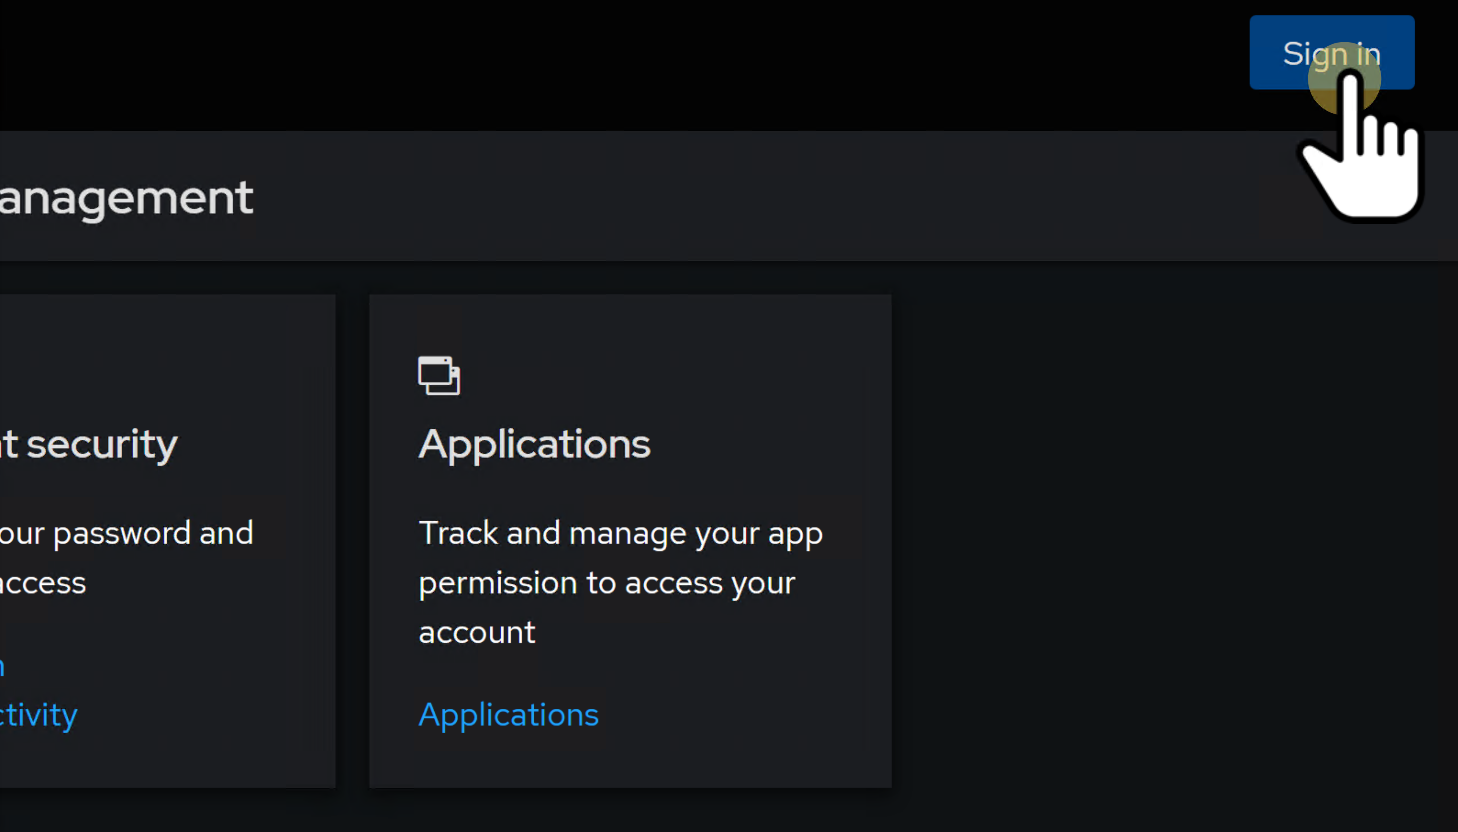 Sign in
anagement
t security
our password and
access
ctivity
Applications
Track and manage your app
permission to access your
account
Applications